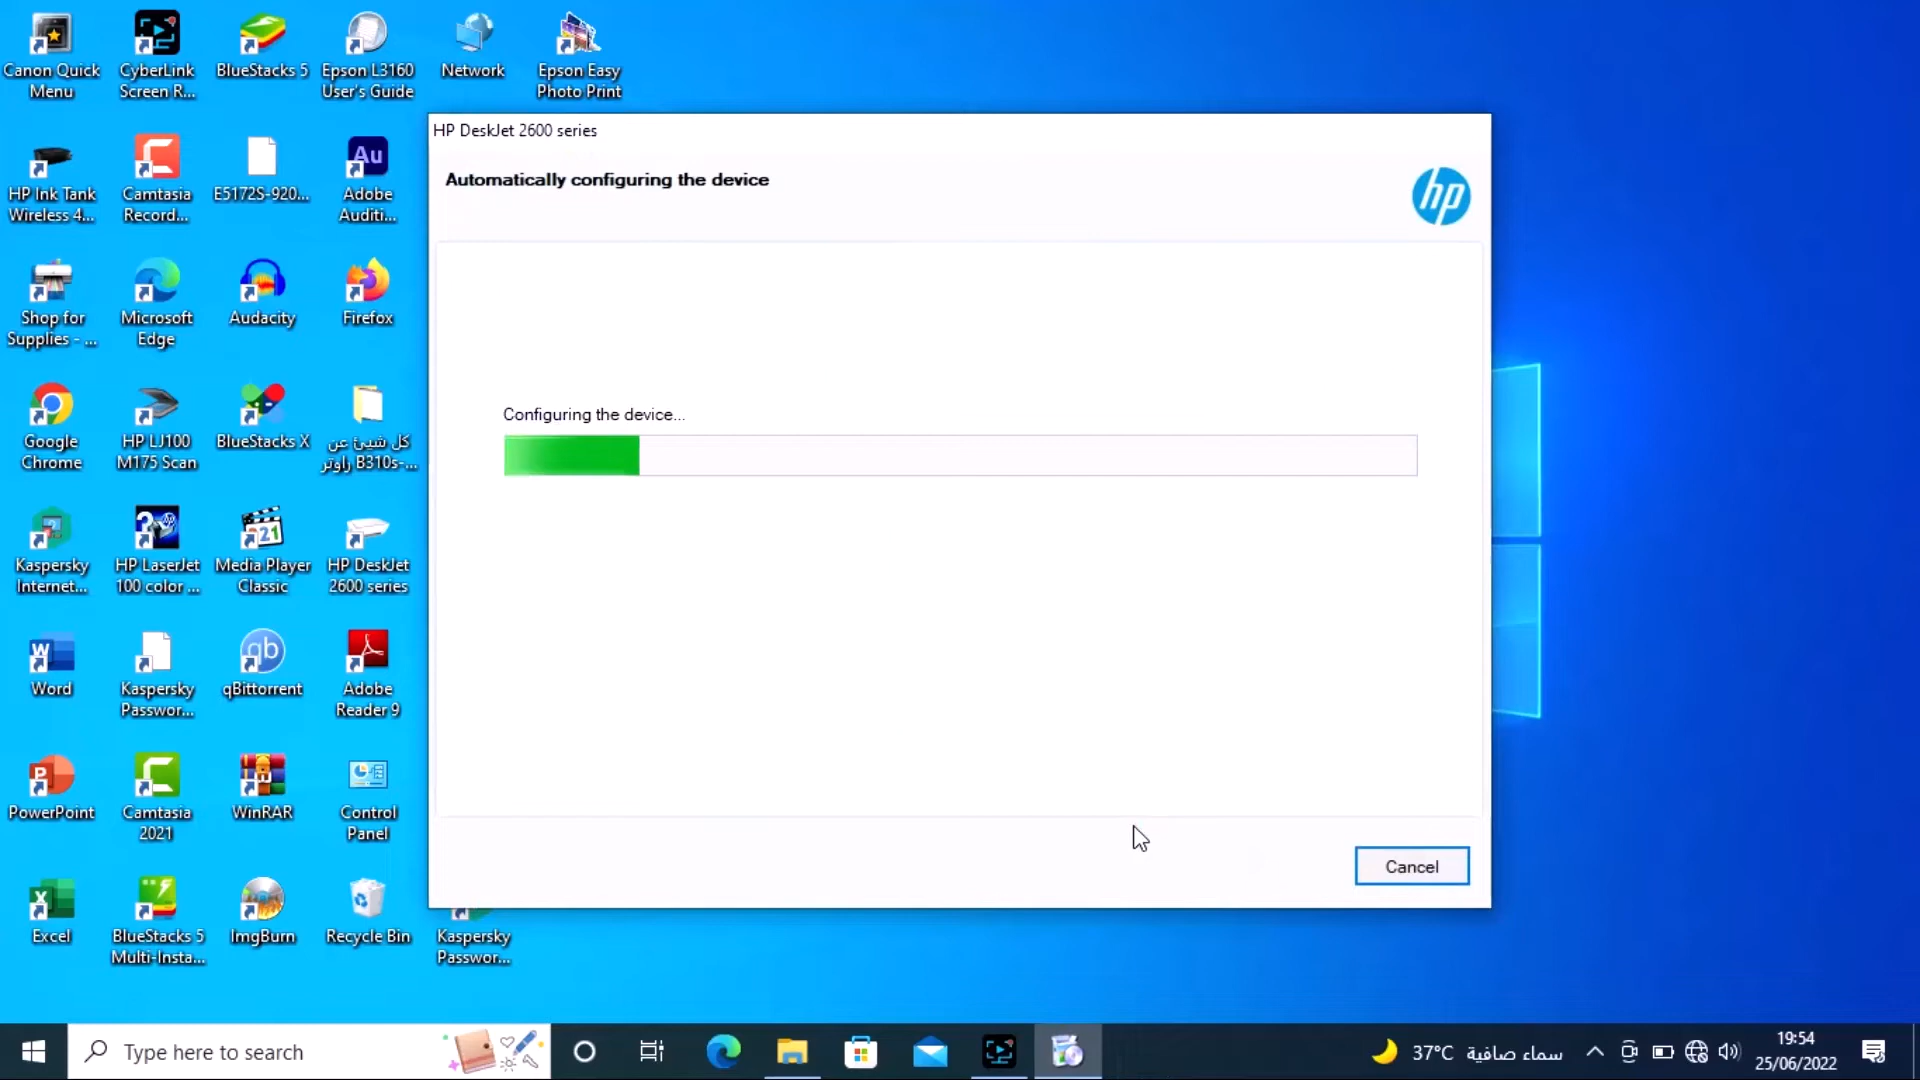 Canon Quick
Menu
CyberLink
Screen R...
BlueStacks 5
Epson L3160
User's Guide
Network
Epson Easy
Photo Print
HP Ink Tank
Wireless 4...
Camtasia
Record...
E5172S-920...
Au
Adobe
Auditi...
Shop for
Supplies - ...
Microsoft
Edge
Audacity
Firefox
Google
Chrome
HP LJ100
M175 Scan
BlueStacks X
كل شيئ عن
راوتر B310s-...
Kaspersky
Internet...
HP LaserJet
100 color ...
321
Media Player
Classic
HP DeskJet
2600 series
W
Word
Kaspersky
Passwor...
qb
qBittorrent
Adobe
Reader 9
P
PowerPoint
Camtasia
2021
WinRAR
Control
Panel
X
Excel
BlueStacks 5
Multi-Insta...
ImgBurn
Recycle Bin
Kaspersky
Passwor...
HP DeskJet 2600 series
Automatically configuring the device
hp
Configuring the device...
Cancel
Type here to search
37°C سماء صافية
19:54
25/06/2022